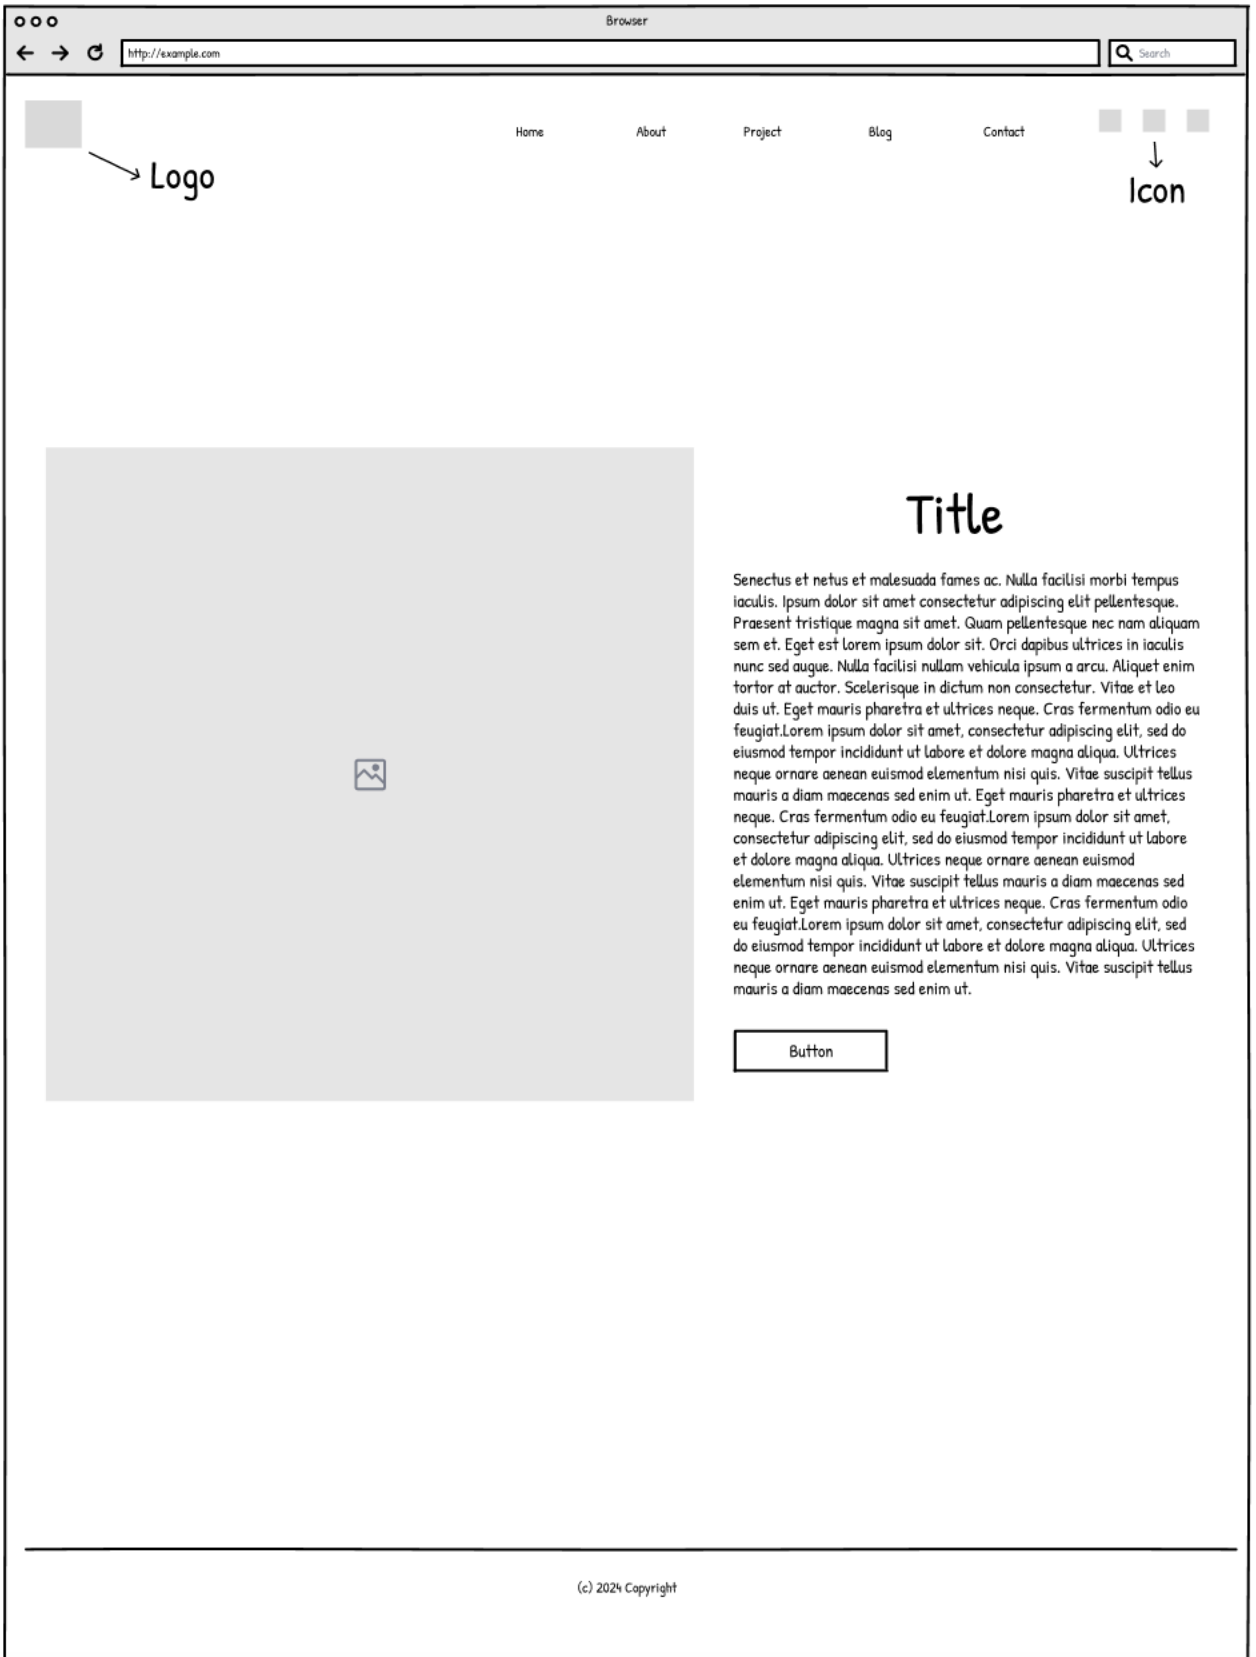 Browser
http://example.com
Search
Home About Project Blog Contact
Logo
Icon
Title
Senectus et netus et malesuada fames ac. Nulla facilisi morbi tempus
iaculis. Ipsum dolor sit amet consectetur adipiscing elit pellentesque.
Praesent tristique magna sit amet. Quam pellentesque nec nam aliquam
sem et. Eget est lorem ipsum dolor sit. Orci dapibus ultrices in iaculis
nunc sed augue. Nulla facilisi nullam vehicula ipsum a arcu. Aliquet enim
tortor at auctor. Scelerisque in dictum non consectetur. Vitae et leo
duis ut. Eget mauris pharetra et ultrices neque. Cras fermentum odio eu
feugiat.Lorem ipsum dolor sit amet, consectetur adipiscing elit, sed do
eiusmod tempor incididunt ut labore et dolore magna aliqua. Ultrices
neque ornare aenean euismod elementum nisi quis. Vitae suscipit tellus
mauris a diam maecenas sed enim ut. Eget mauris pharetra et ultrices
neque. Cras fermentum odio eu feugiat.Lorem ipsum dolor sit amet,
consectetur adipiscing elit, sed do eiusmod tempor incididunt ut labore
et dolore magna aliqua. Ultrices neque ornare aenean euismod
elementum nisi quis. Vitae suscipit tellus mauris a diam maecenas sed
enim ut. Eget mauris pharetra et ultrices neque. Cras fermentum odio
eu feugiat.Lorem ipsum dolor sit amet, consectetur adipiscing elit, sed
do eiusmod tempor incididunt ut labore et dolore magna aliqua. Ultrices
neque ornare aenean euismod elementum nisi quis. Vitae suscipit tellus
mauris a diam maecenas sed enim ut.
Button
(c) 2024 Copyright